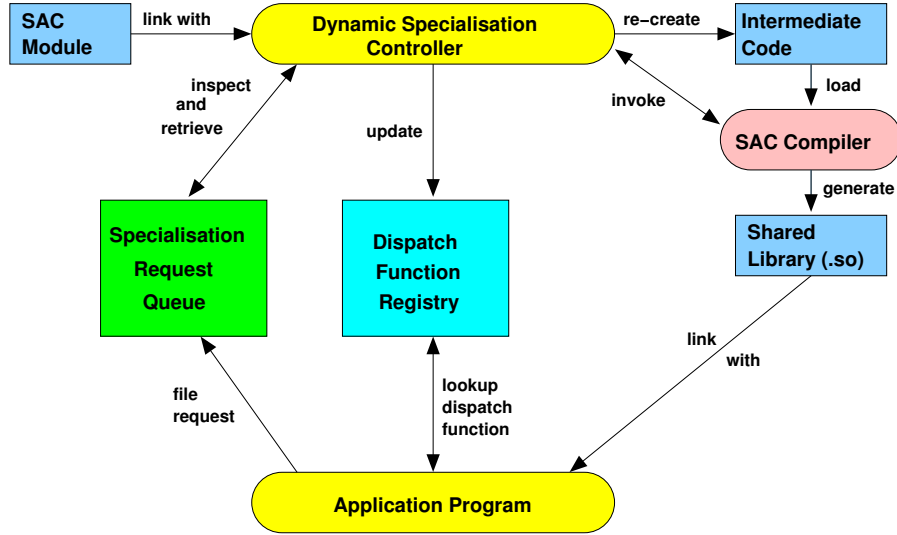 SAC
Module
link with
Dynamic Specialisation
Controller
re-create
Intermediate
Code
inspect
and
retrieve
update
invoke
load
SAC Compiler
generate
Specialisation
Request
Queue
Dispatch
Function
Registry
Shared
Library (.so)
link
with
file
request
lookup
dispatch
function
Application Program